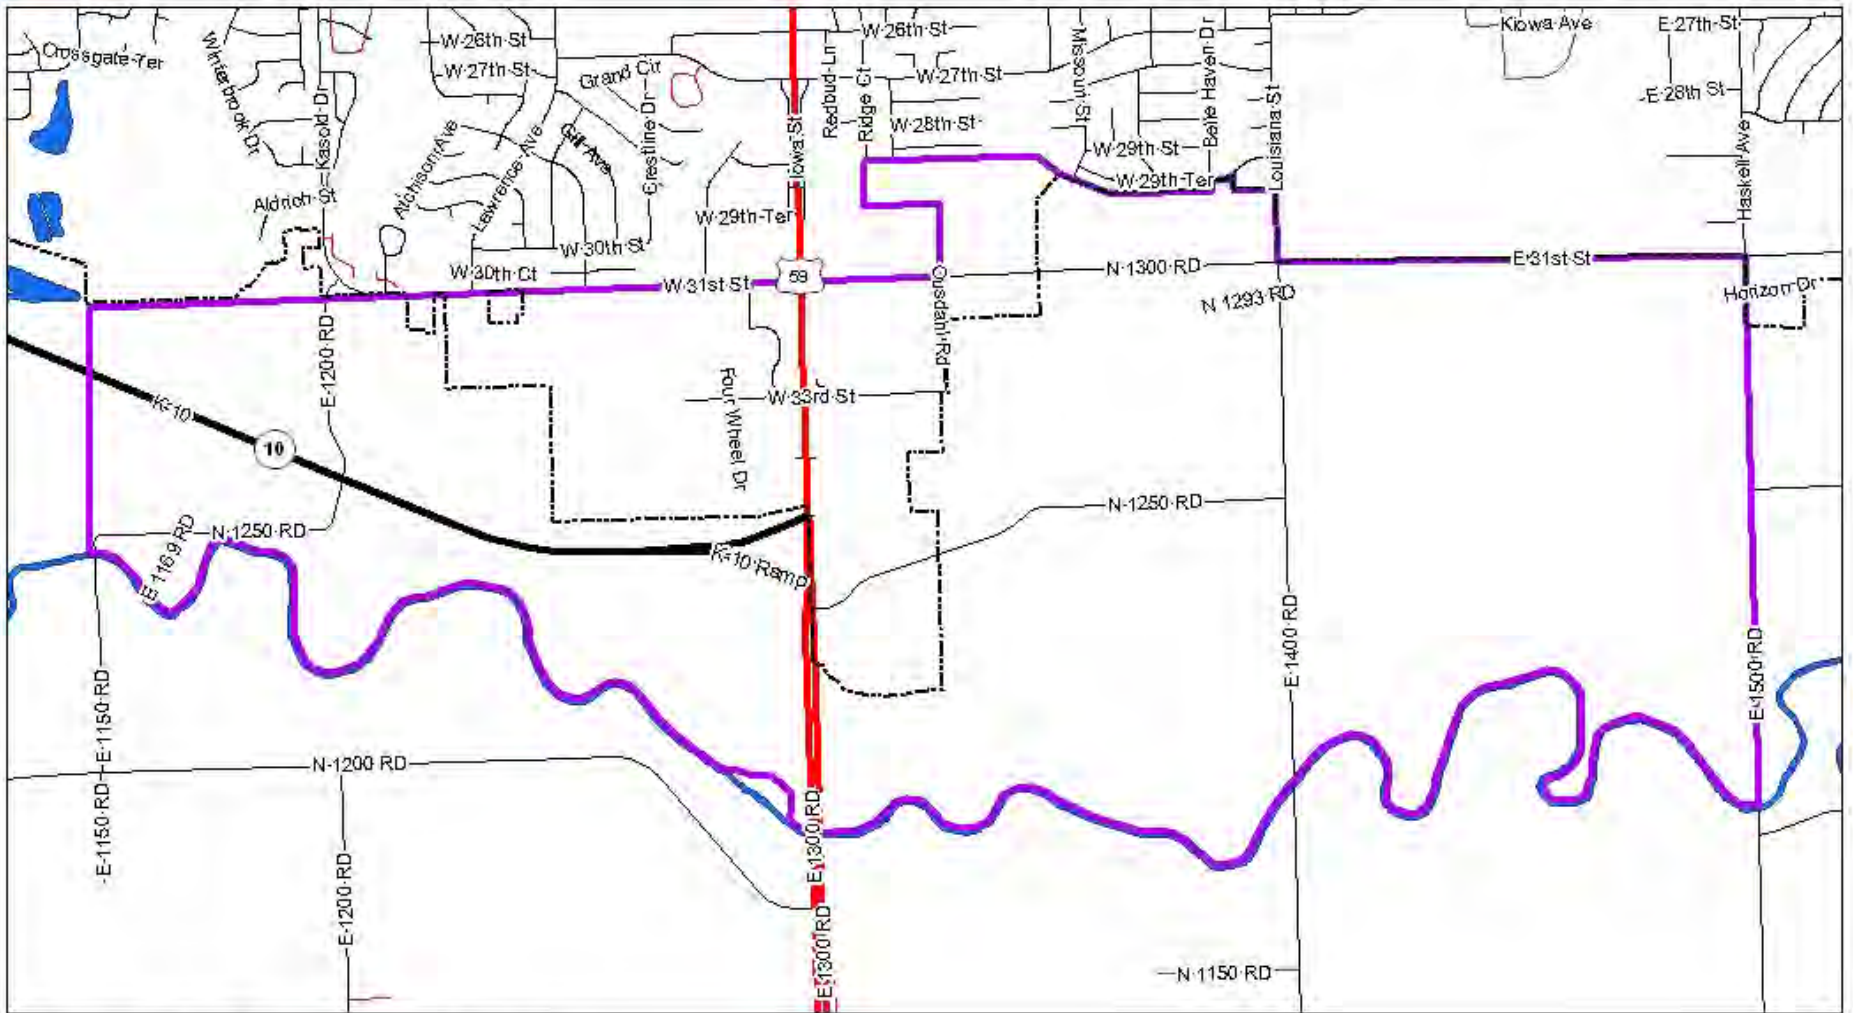 Crossgate Ter
Winterbrook Dr
Kasold Dr
W 26th St
W 27th St
Grand Cir
Crestline Dr
Gill Ave
Lawrence Ave
Atchison Ave
Aldrich St
Iowa St
Redbud Ln
Ridge Ct
W 26th St
W 27th St
W 28th St
Missouri St
Belle Haven Dr
Louisiana St
W 29th St
W 29th Ter
Kiowa Ave
E 27th St
E 28th St
Haskell Ave
W 29th Ter
W 30th St
W 30th Ct
W 31st St
59
Ousdahl Rd
N 1300 RD
N 1293 RD
E 31st St
Horizon Dr
E 1200 RD
K-10
10
Four Wheel Dr
W 33rd St
N 1250 RD
E 1169 RD
K-10 Ramp
N 1250 RD
E 1400 RD
E 1500 RD
E 1150 RD
E 1150 RD
N 1200 RD
E 1200 RD
E 1300 RD
E 1300 RD
N 1150 RD